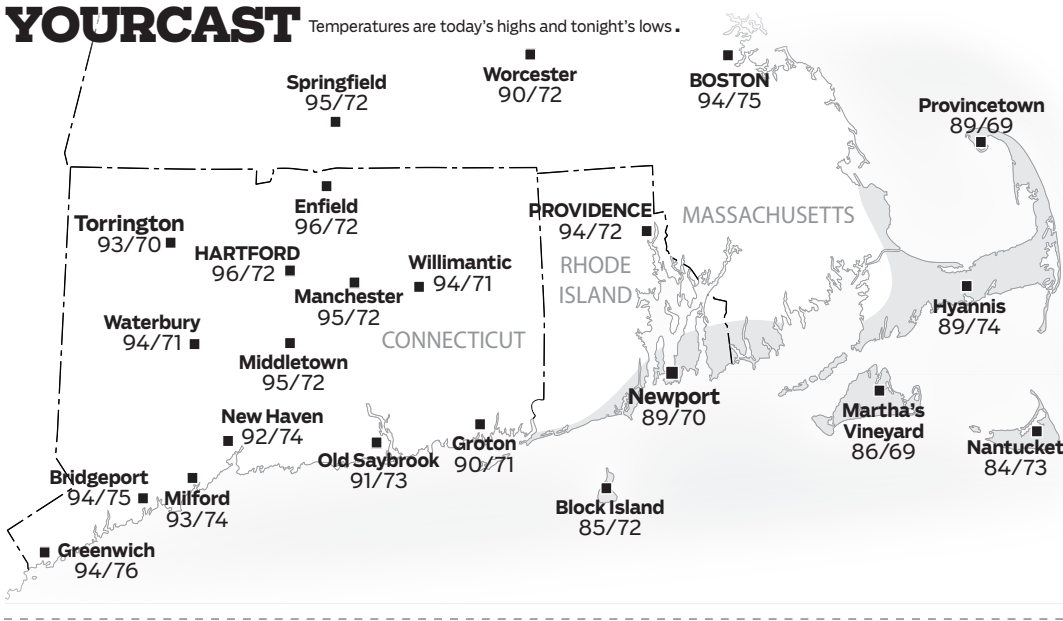 YOURCAST Temperatures are today's highs and tonight's lows.
Springfield
95/72
Worcester
90/72
BOSTON
94/75
Provincetown
89/69
Enfield
96/72
Torrington
93/70
HARTFORD
96/72
Manchester
95/72
Willimantic
94/71
PROVIDENCE
94/72
MASSACHUSETTS
RHODE
ISLAND
CONNECTICUT
Hyannis
89/74
Waterbury
94/71
Middletown
95/72
New Haven
92/74
Old Saybrook
91/73
Groton
90/71
Newport
89/70
Martha's
Vineyard
86/69
Nantucket
84/73
Bridgeport
94/75
Milford
93/74
Block Island
85/72
Greenwich
94/76